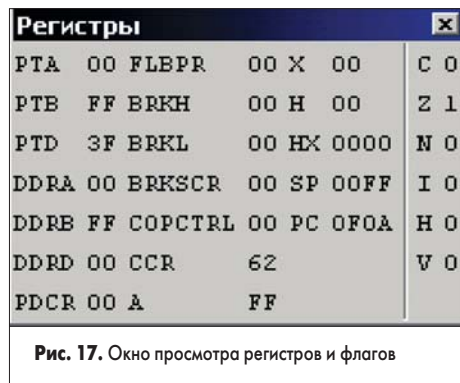 Регистры
PTA 00 FLBPR 00 X 00 C 0
PTB FF BRKH 00 H 00 Z 1
PTD 3F BRKL 00 HX 0000 N 0
DDRA 00 BRKSCR 00 SP 00FF I 0
DDRB FF COPCTRL 00 PC 0F0A H 0
DDRD 00 CCR 62 V 0
PDCR 00 A FF
Рис. 17. Окно просмотра регистров и флагов